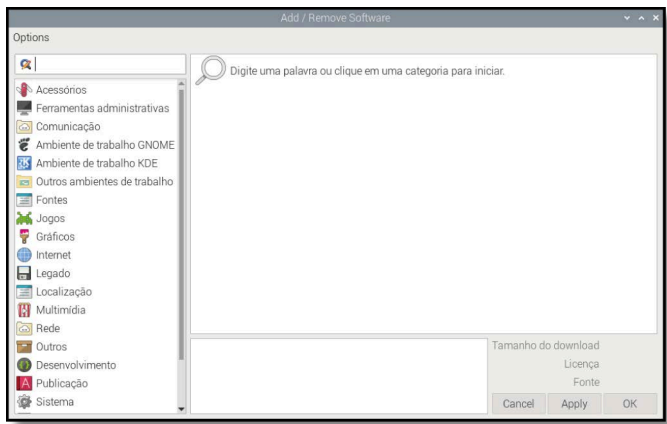 Add / Remove Software
Options
Digite uma palavra ou clique em uma categoria para iniciar.
Acessórios
Ferramentas administrativas
Comunicação
Ambiente de trabalho GNOME
Ambiente de trabalho KDE
Outros ambientes de trabalho
Fontes
Jogos
Gráficos
Internet
Legado
Localização
Multimídia
Rede
Outros
Desenvolvimento
Publicação
Sistema
Tamanho do download
Licença
Fonte
Cancel Apply OK